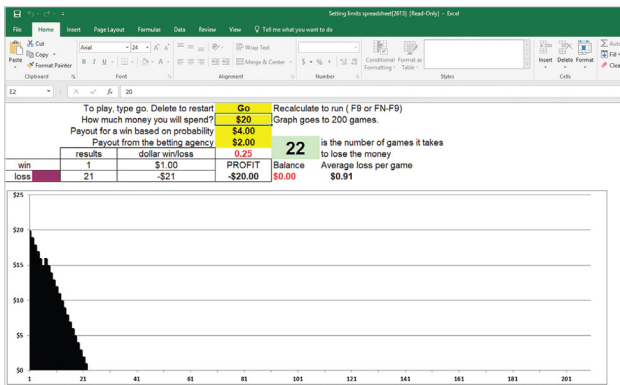 Setting limits spreadsheet[2613] [Read-Only] - Excel
File Home Insert Page Layout Formulas Data Review View Tell me what you want to do
Cut
Copy
Format Painter
Paste
Clipboard
Arial 24
B I U
Font
Wrap Text
Merge & Center
Alignment
$ % ,
Number
Conditional Formatting
Format as Table
Styles
Insert Delete Format
Cells
Fill
E2 fx 20
To play, type go. Delete to restart Go Recalculate to run ( F9 or FN-F9)
How much money you will spend? $20 Graph goes to 200 games.
Payout for a win based on probability $4.00
Payout from the betting agency $2.00 22 is the number of games it takes
results dollar win/loss 0.25 to lose the money
win 1 $1.00 PROFIT Balance Average loss per game
loss 21 -$21 -$20.00 $0.00 $0.91
$25
$20
$15
$10
$5
$0
1 21 41 61 81 101 121 141 161 181 201